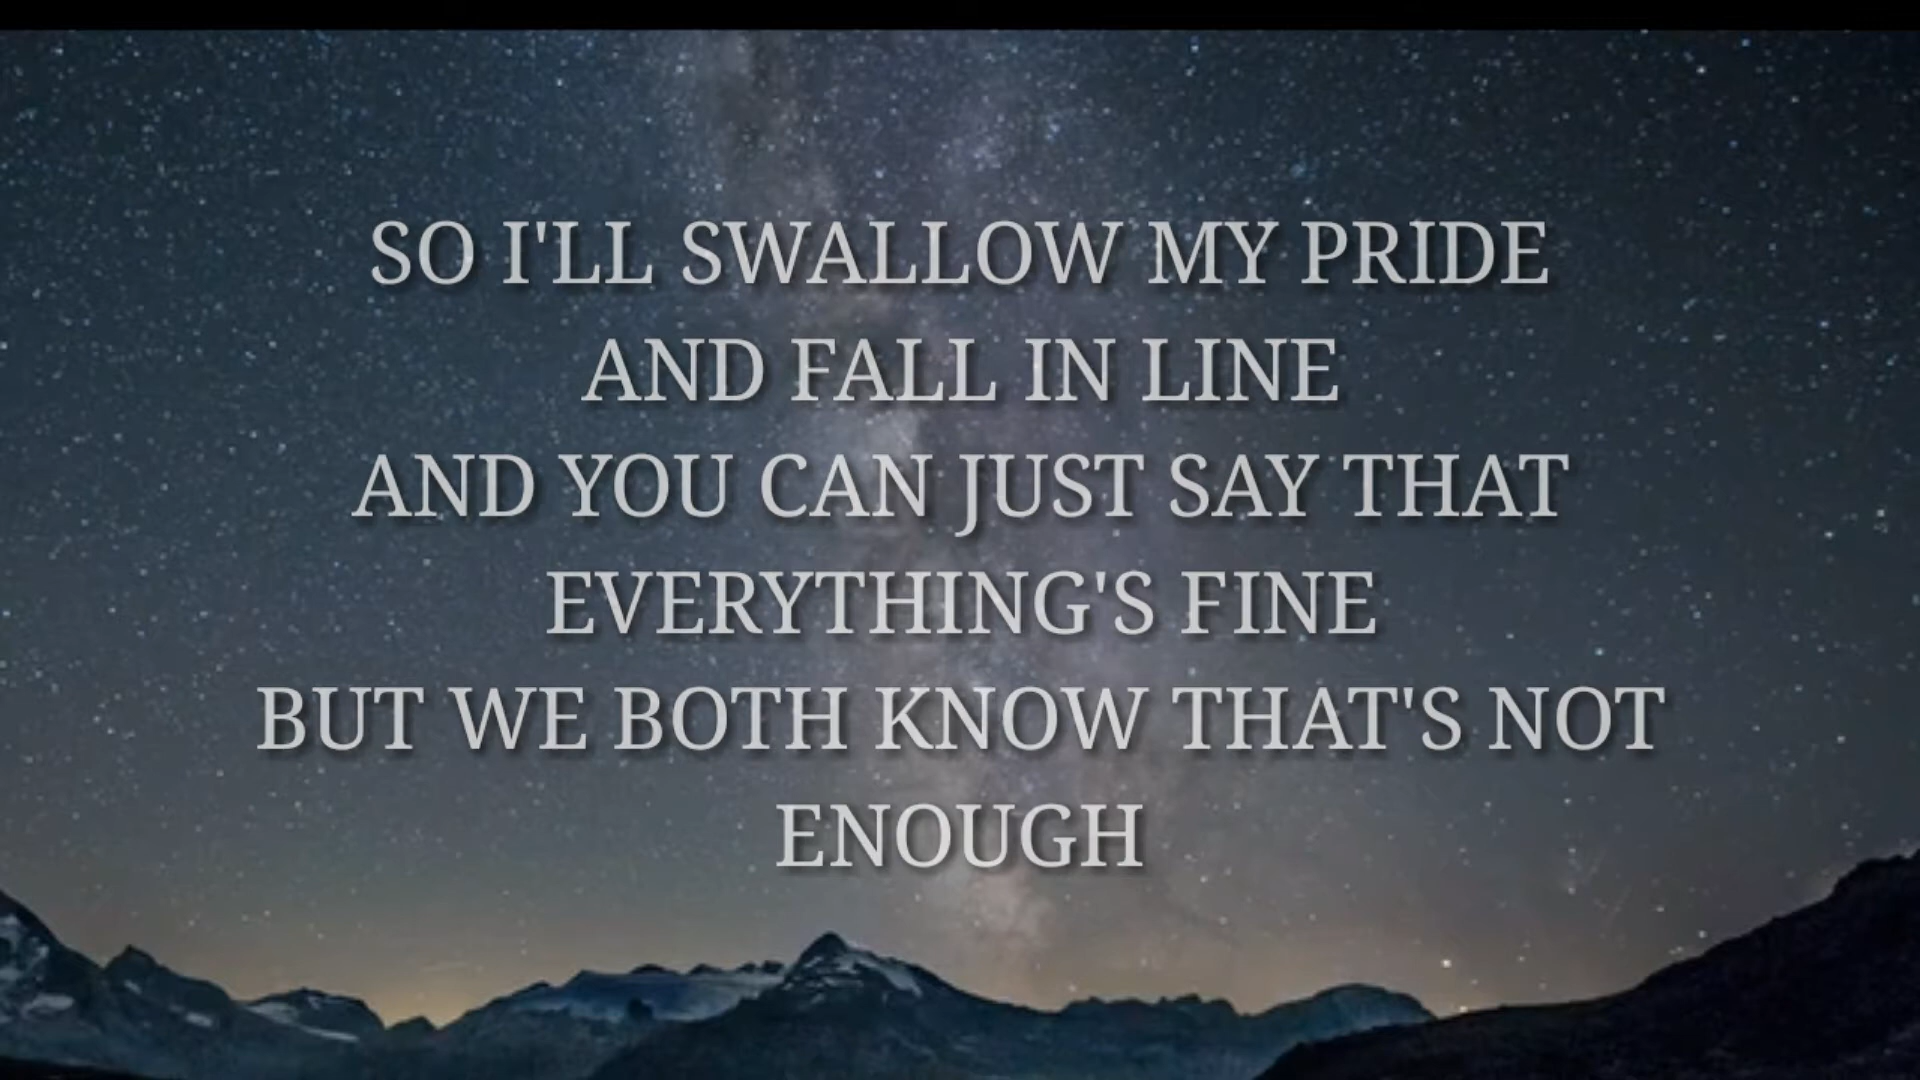 SO I'LL SWALLOW MY PRIDE
AND FALL IN LINE
AND YOU CAN JUST SAY THAT
EVERYTHING'S FINE
BUT WE BOTH KNOW THAT'S NOT
ENOUGH